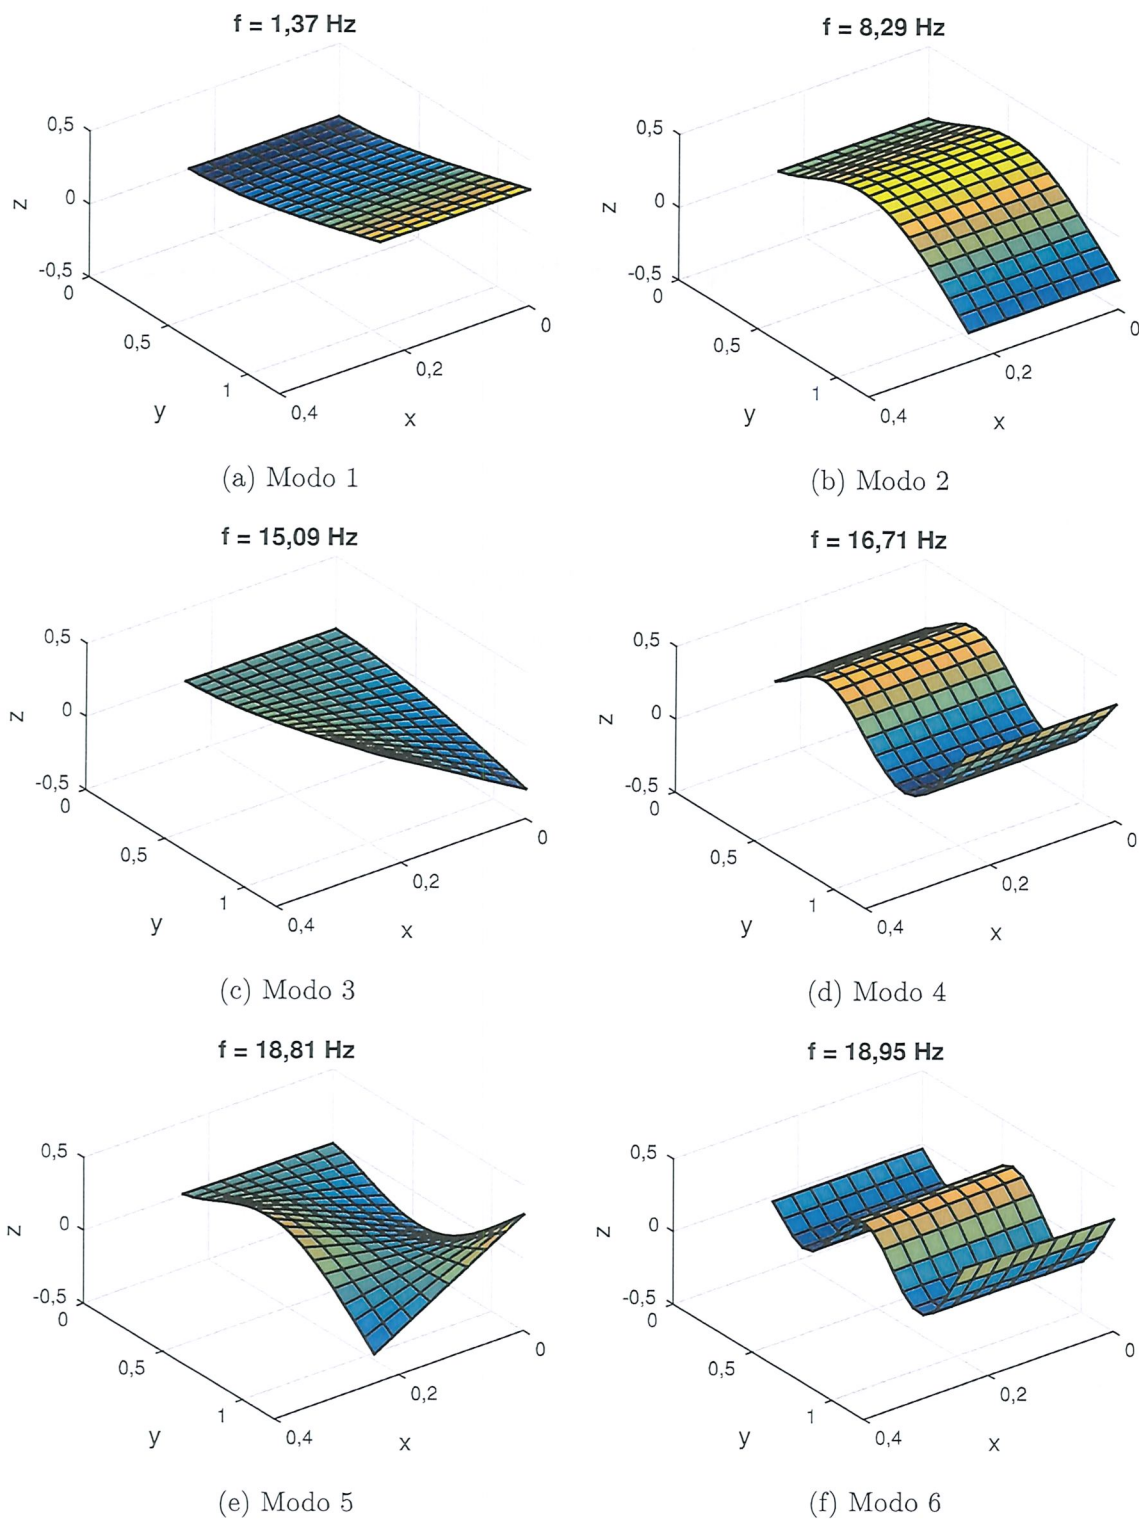 f = 1,37 Hz
0,5
0
-0,5
z
0
0,5
1
y
0
0,2
0,4
x
(a) Modo 1
f = 8,29 Hz
0,5
0
-0,5
z
0
0,5
1
y
0
0,2
0,4
x
(b) Modo 2
f = 15,09 Hz
0,5
0
-0,5
z
0
0,5
1
y
0
0,2
0,4
x
(c) Modo 3
f = 16,71 Hz
0,5
0
-0,5
z
0
0,5
1
y
0
0,2
0,4
x
(d) Modo 4
f = 18,81 Hz
0,5
0
-0,5
z
0
0,5
1
y
0
0,2
0,4
x
(e) Modo 5
f = 18,95 Hz
0,5
0
-0,5
z
0
0,5
1
y
0
0,2
0,4
x
(f) Modo 6